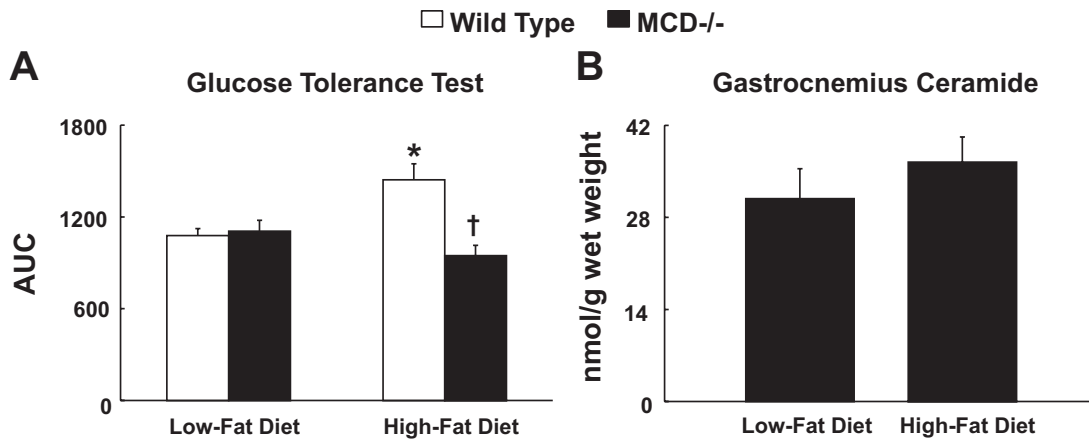 Wild Type MCD-/-
A
Glucose Tolerance Test
AUC
1800
1200
600
0
*
†
Low-Fat Diet High-Fat Diet
B
Gastrocnemius Ceramide
nmol/g wet weight
42
28
14
0
Low-Fat Diet High-Fat Diet